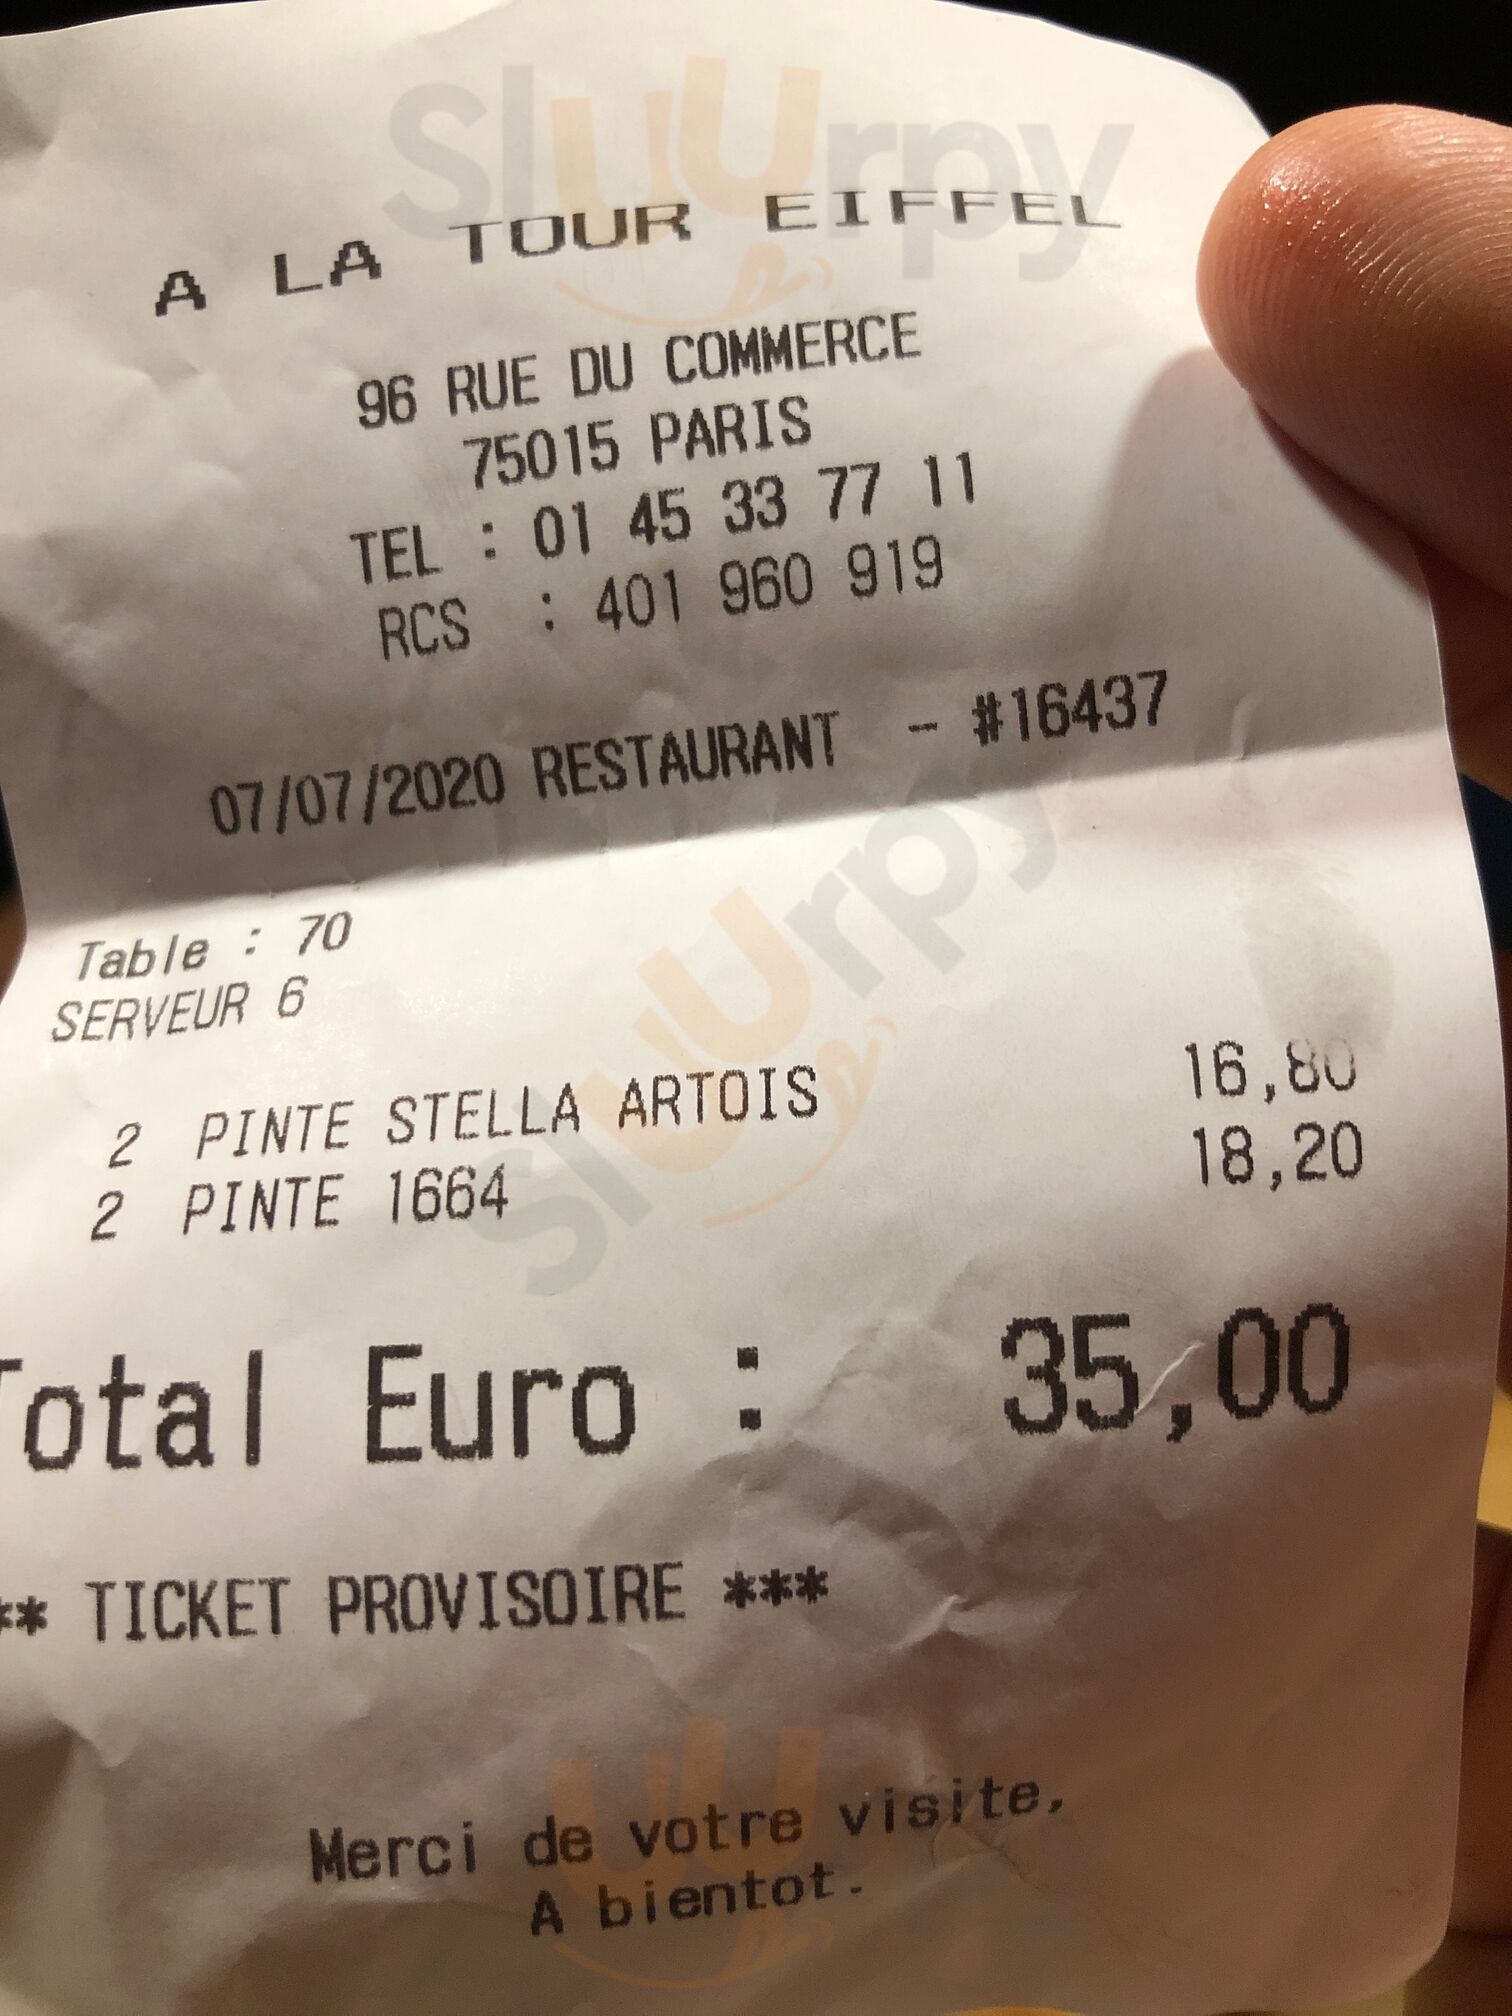 Sluurpy
A LA TOUR EIFFEL
96 RUE DU COMMERCE
75015 PARIS
TEL : 01 45 33 77 11
RCS : 401 960 919
07/07/2020 RESTAURANT - #16437
Sluurpy
Table : 70
SERVEUR 6
2 PINTE STELLA ARTOIS 16,80
2 PINTE 1664 18,20
Total Euro : 35,00
** TICKET PROVISOIRE ***
Merci de votre visite,
A bientot.